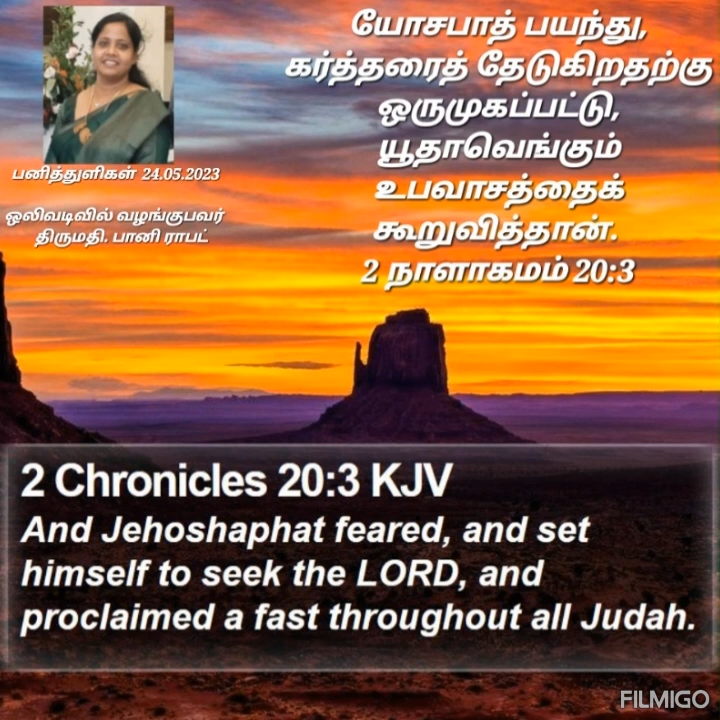 யோசபாத் பயந்து,
கர்த்தரைத் தேடுகிறதற்கு
ஒருமுகப்பட்டு,
யூதாவெங்கும்
உபவாசத்தைக்
கூறுவித்தான்.
2 நாளாகமம் 20:3
பனித்துளிகள் 24.05.2023
ஒலிவடிவில் வழங்குபவர்
திருமதி. பானி ராபட்
2 Chronicles 20:3 KJV
And Jehoshaphat feared, and set
himself to seek the LORD, and
proclaimed a fast throughout all Judah.
FILMIGO